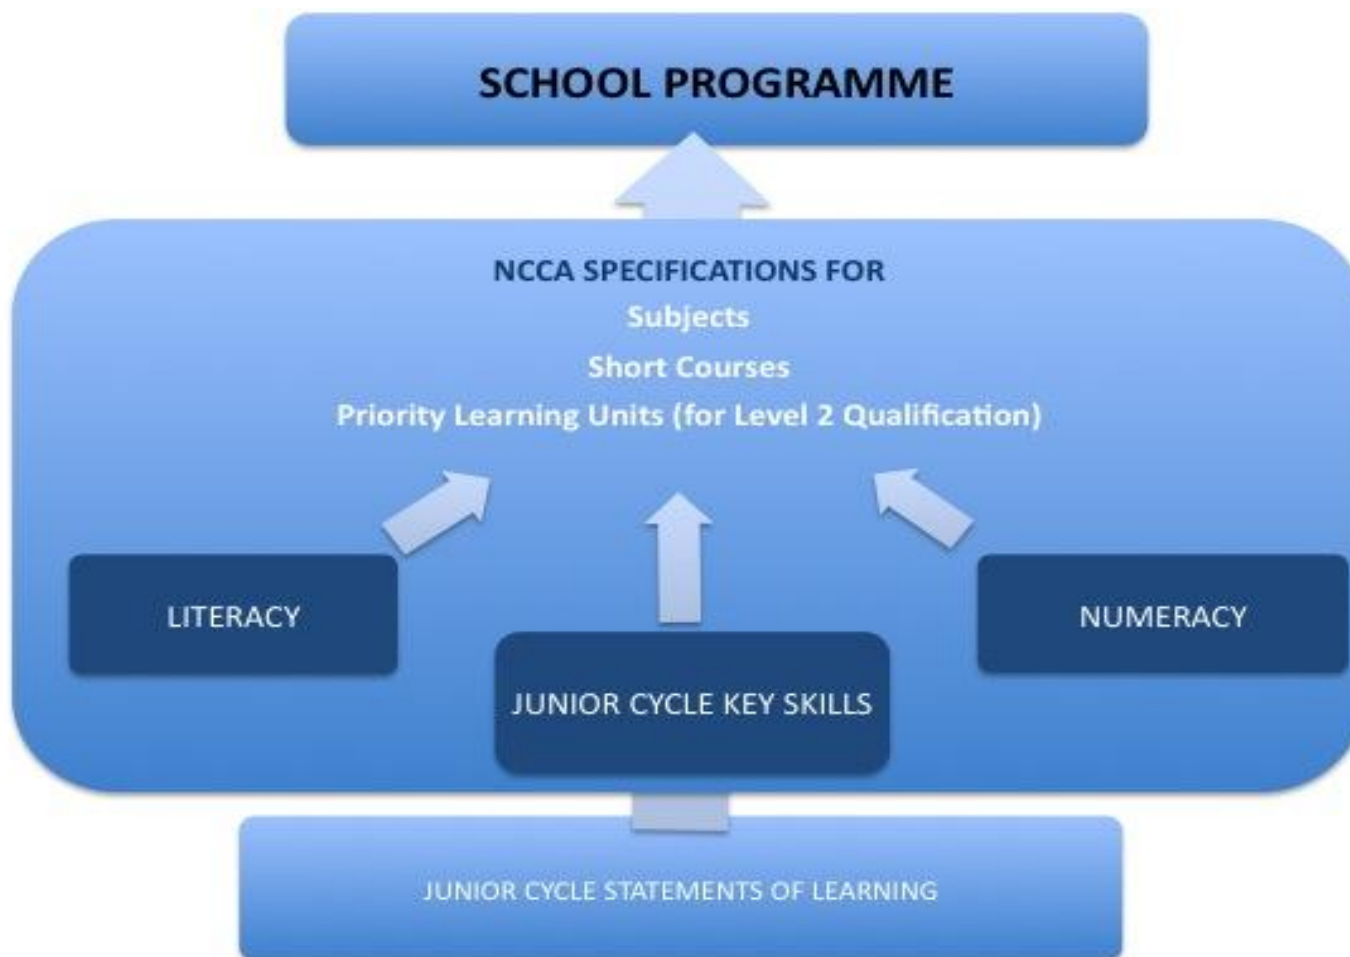 SCHOOL PROGRAMME
NCCA SPECIFICATIONS FOR
Subjects
Short Courses
Priority Learning Units (for Level 2 Qualification)
LITERACY
NUMERACY
JUNIOR CYCLE KEY SKILLS
JUNIOR CYCLE STATEMENTS OF LEARNING